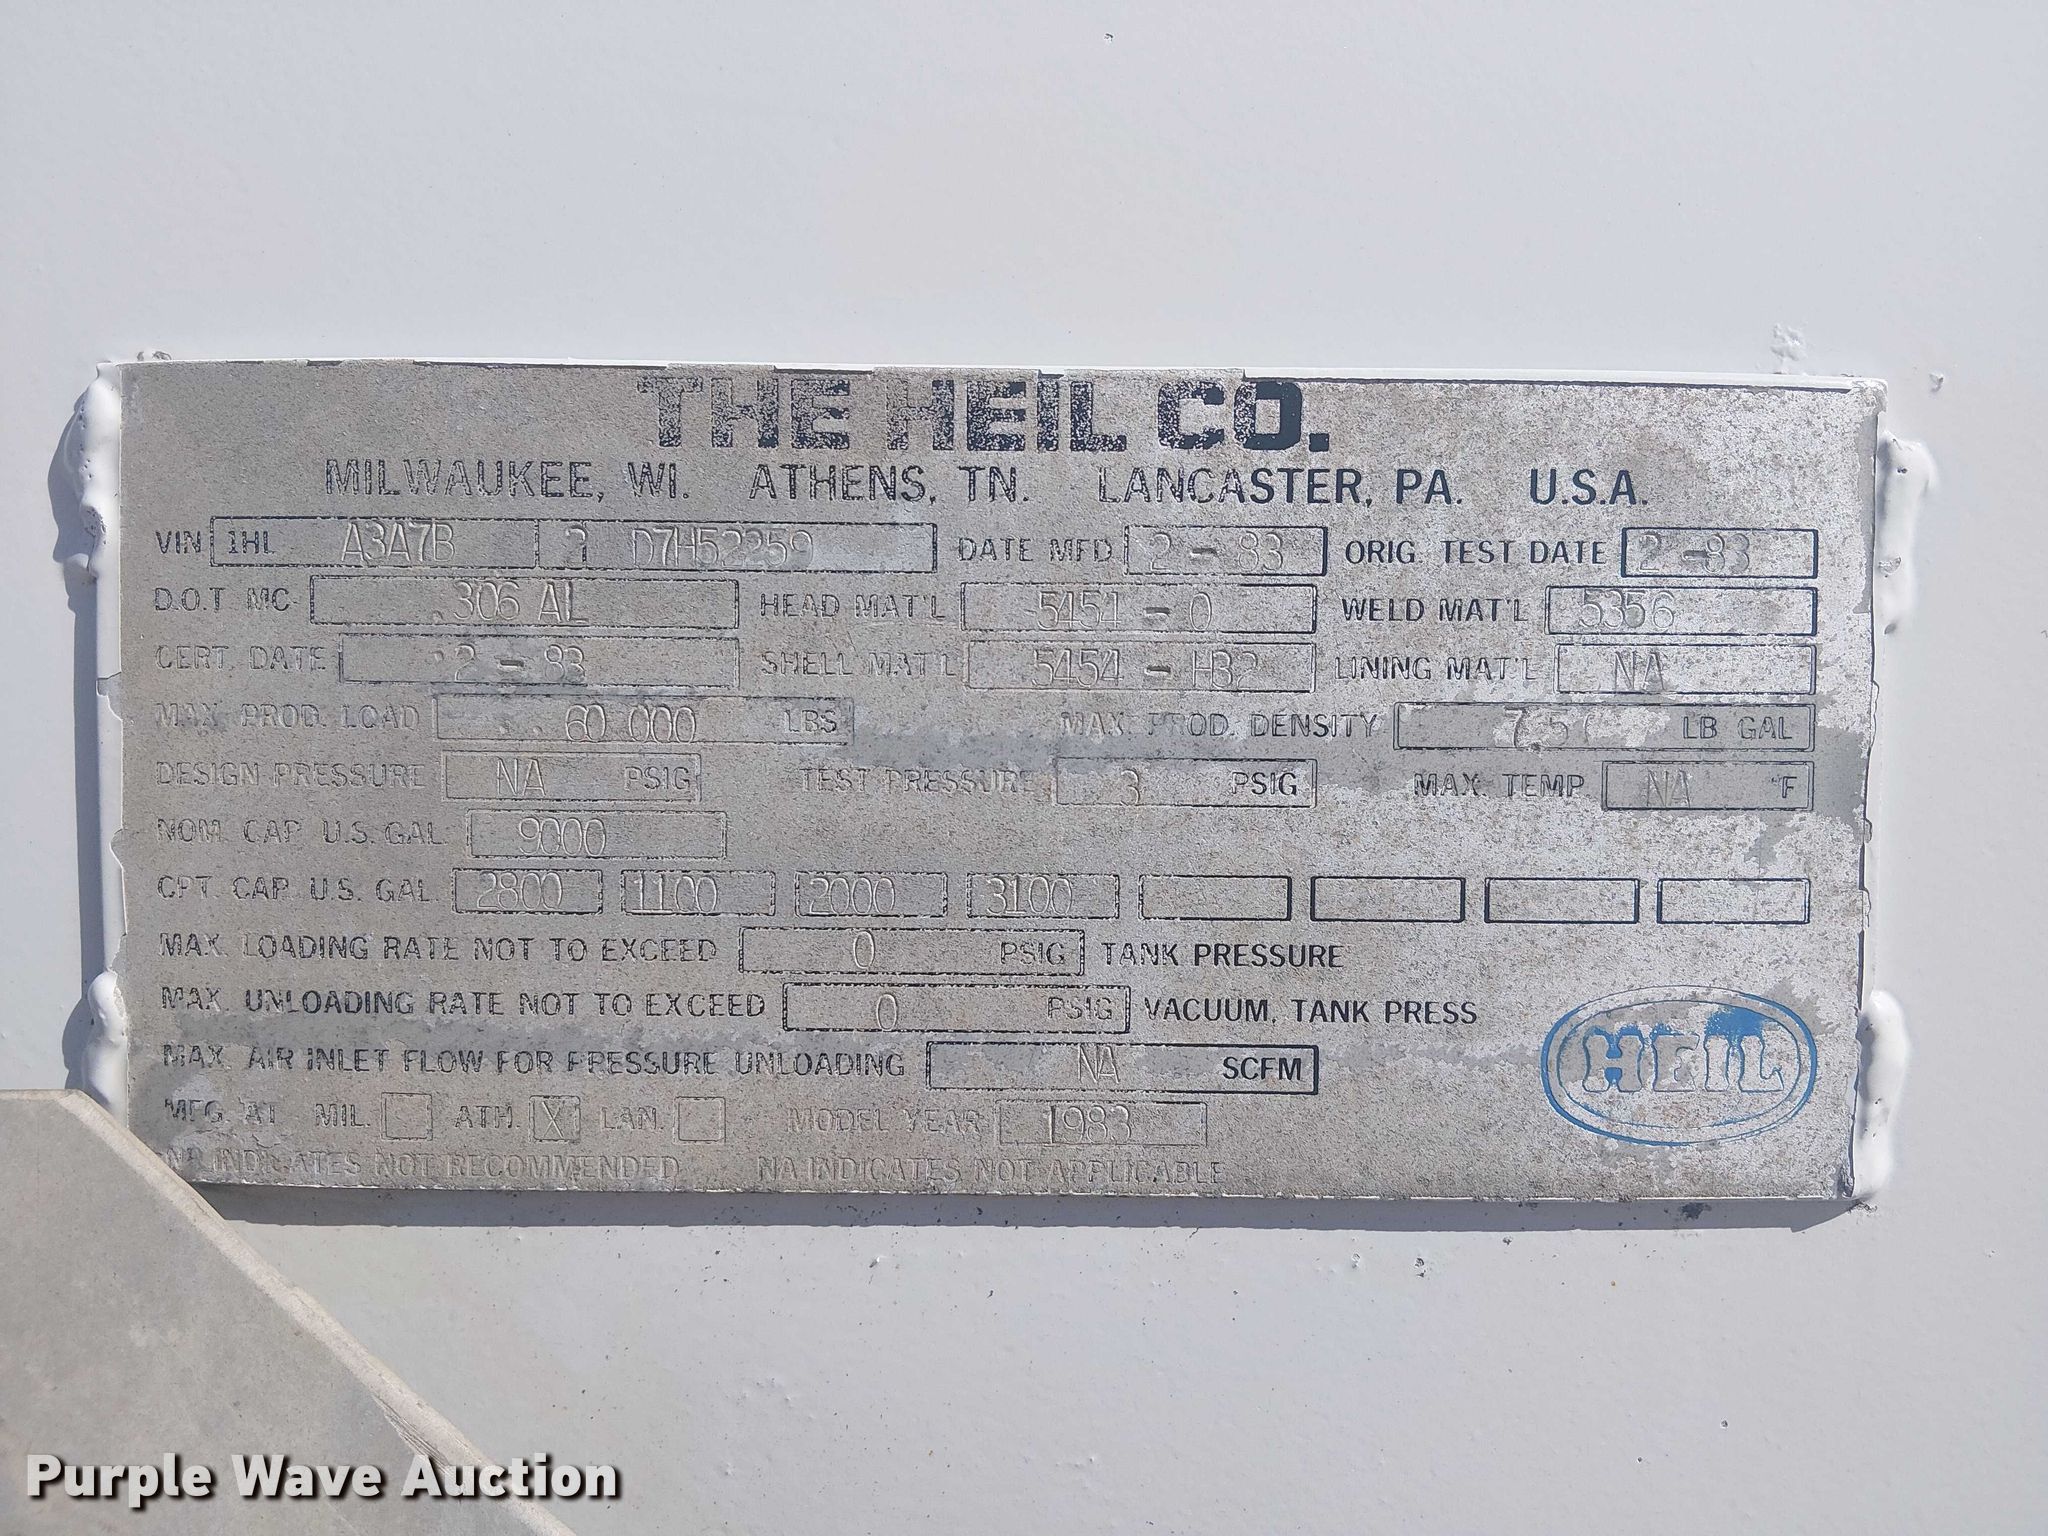 THE HEIL CO.
MILWAUKEE, WI. ATHENS, TN. LANCASTER, PA. U.S.A.
VIN 1HL A3A7B D7H52259 DATE MFD 2-83 ORIG. TEST DATE 2-83
D.O.T. MC- 306 AL HEAD MAT'L 5454-0 WELD MAT'L 5356
CERT. DATE 2-83 SHELL MAT'L 5454-H32 LINING MAT'L NA
MAX. PROD. LOAD 60 000 LBS MAX. PROD. DENSITY LB GAL
DESIGN PRESSURE NA PSIG TEST PRESSURE 3 PSIG MAX. TEMP. NA °F
NOM. CAP. U.S. GAL. 9000
CPT. CAP. U.S. GAL. 2800 1100 2000 3100
MAX. LOADING RATE NOT TO EXCEED 0 PSIG TANK PRESSURE
MAX. UNLOADING RATE NOT TO EXCEED 0 PSIG VACUUM. TANK PRESS
MAX. AIR INLET FLOW FOR PRESSURE UNLOADING NA SCFM
HEIL
MFG. AT MIL. ATH. X LAN. MODEL YEAR 1983
NR INDICATES NOT RECOMMENDED NA INDICATES NOT APPLICABLE
Purple Wave Auction